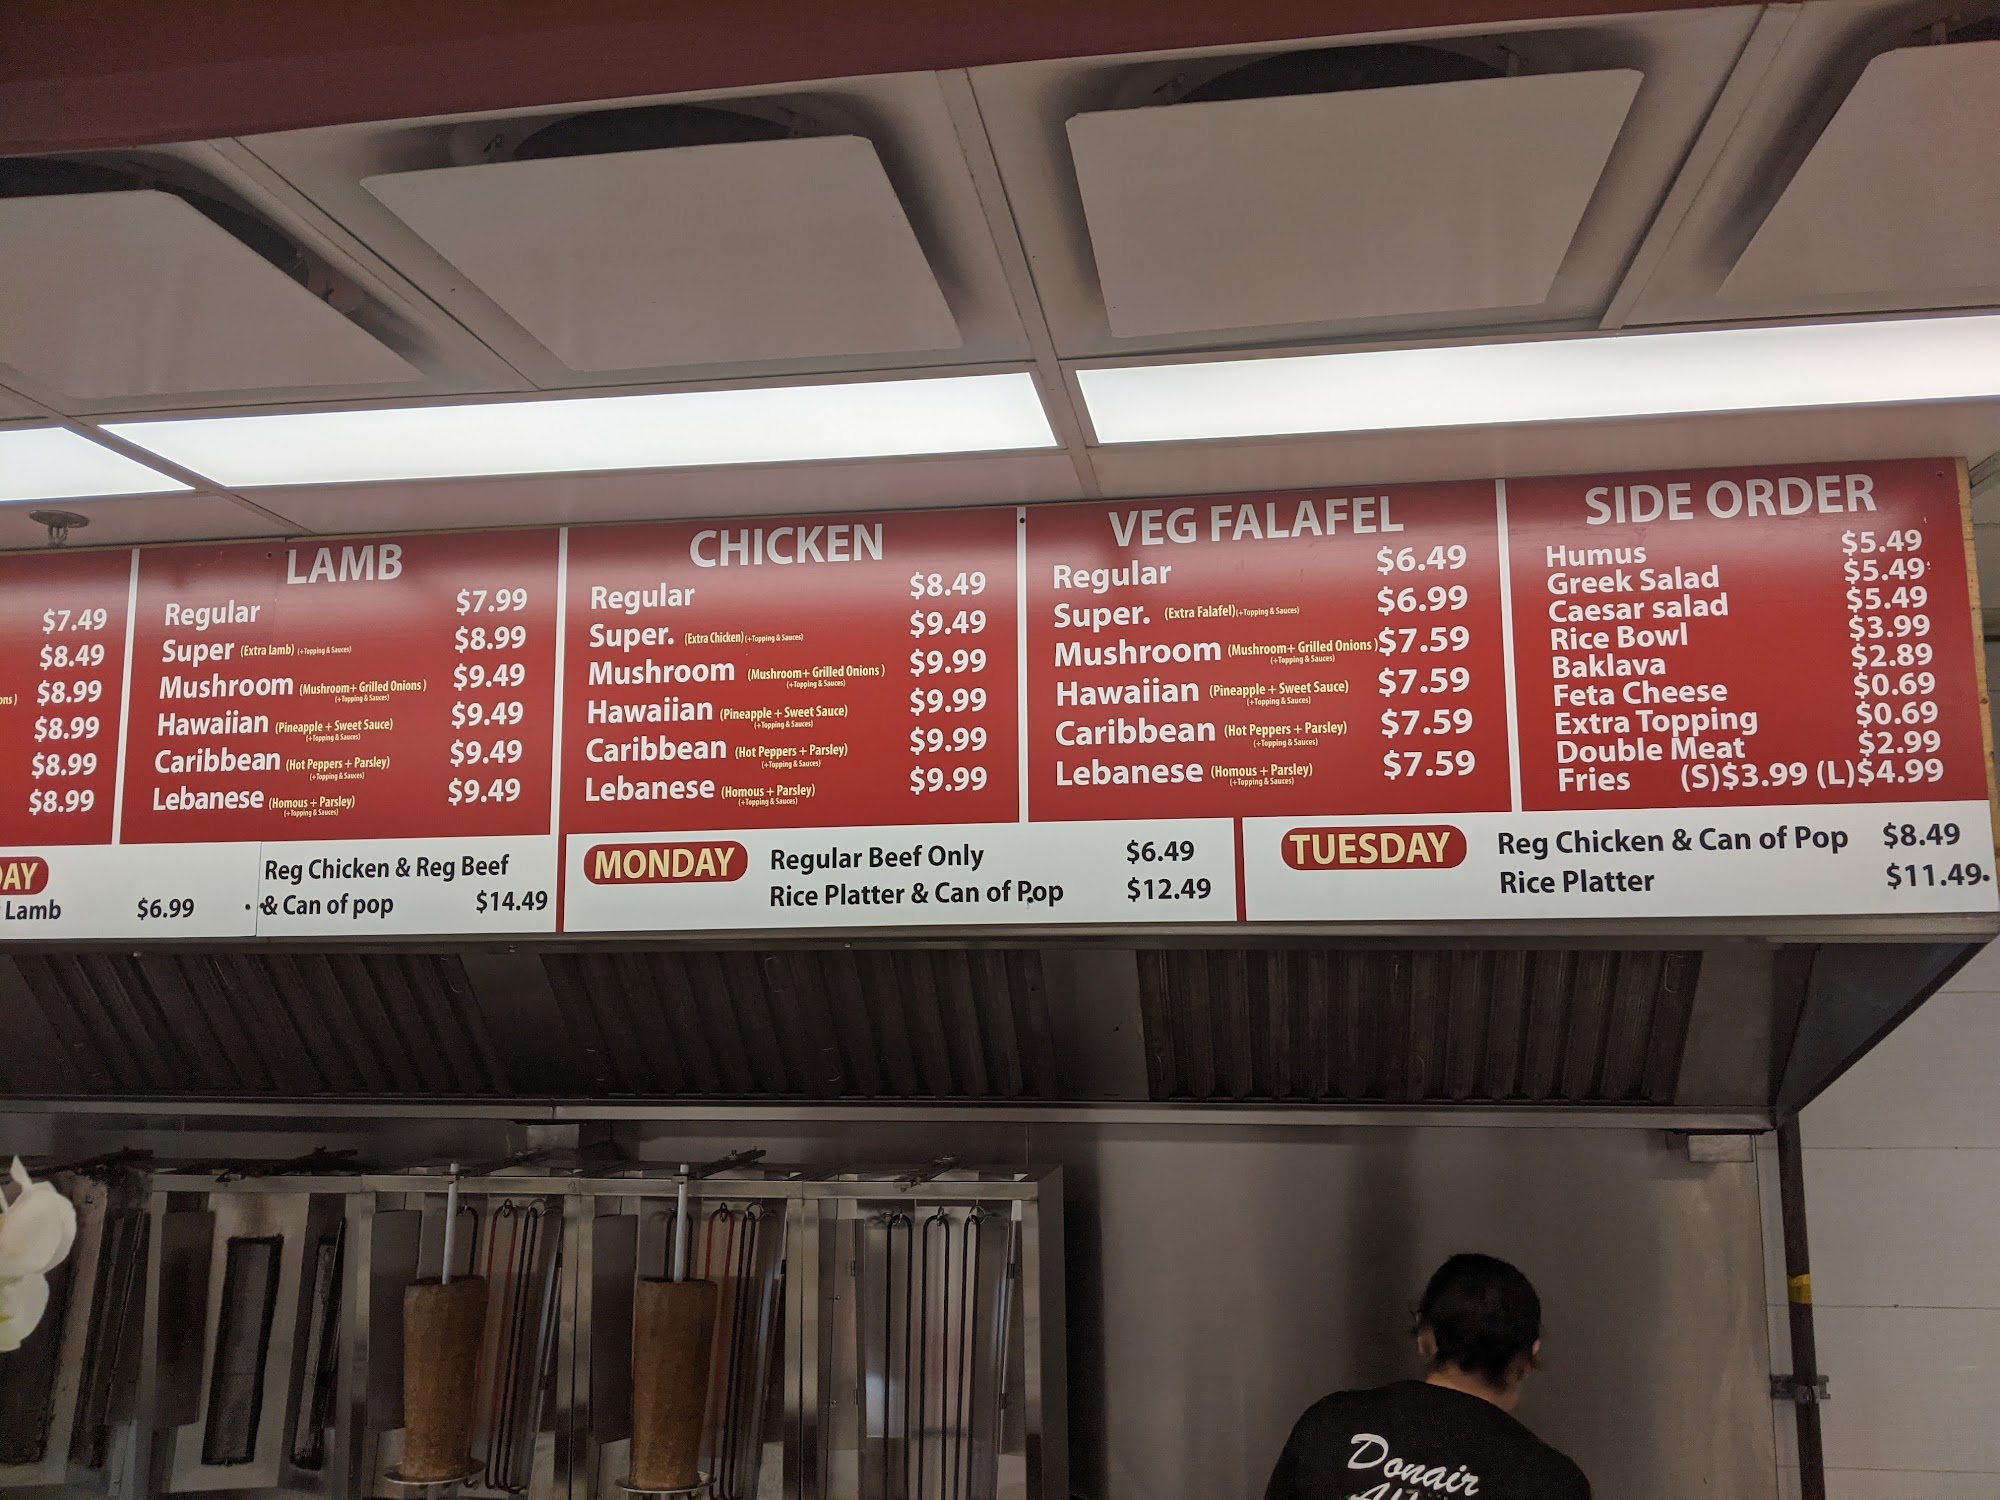 $7.49
$8.49
$8.99
$8.99
$8.99
$8.99
LAMB
Regular $7.99
Super (Extra lamb) (+Topping & Sauces) $8.99
Mushroom (Mushroom+ Grilled Onions ) $9.49
(+Topping & Sauces)
Hawaiian (Pineapple + Sweet Sauce) $9.49
(+Topping & Sauces)
Caribbean (Hot Peppers + Parsley) $9.49
(+Topping & Sauces)
Lebanese (Homous + Parsley) $9.49
(+Topping & Sauces)
CHICKEN
Regular $8.49
Super. (Extra Chicken) (+Topping & Sauces) $9.49
Mushroom (Mushroom+ Grilled Onions ) $9.99
(+Topping & Sauces)
Hawaiian (Pineapple + Sweet Sauce) $9.99
(+Topping & Sauces)
Caribbean (Hot Peppers + Parsley) $9.99
(+Topping & Sauces)
Lebanese (Homous + Parsley) $9.99
(+Topping & Sauces)
VEG FALAFEL
Regular $6.49
Super. (Extra Falafel)(+Topping & Sauces) $6.99
Mushroom (Mushroom+ Grilled Onions ) $7.59
(+Topping & Sauces)
Hawaiian (Pineapple + Sweet Sauce) $7.59
(+Topping & Sauces)
Caribbean (Hot Peppers + Parsley) $7.59
(+Topping & Sauces)
Lebanese (Homous + Parsley) $7.59
(+Topping & Sauces)
SIDE ORDER
Humus $5.49
Greek Salad $5.49
Caesar salad $5.49
Rice Bowl $3.99
Baklava $2.89
Feta Cheese $0.69
Extra Topping $0.69
Double Meat $2.99
Fries (S)$3.99 (L)$4.99
DAY
Lamb $6.99
Reg Chicken & Reg Beef
& Can of pop $14.49
MONDAY Regular Beef Only $6.49
Rice Platter & Can of Pop $12.49
TUESDAY Reg Chicken & Can of Pop $8.49
Rice Platter $11.49
Donair